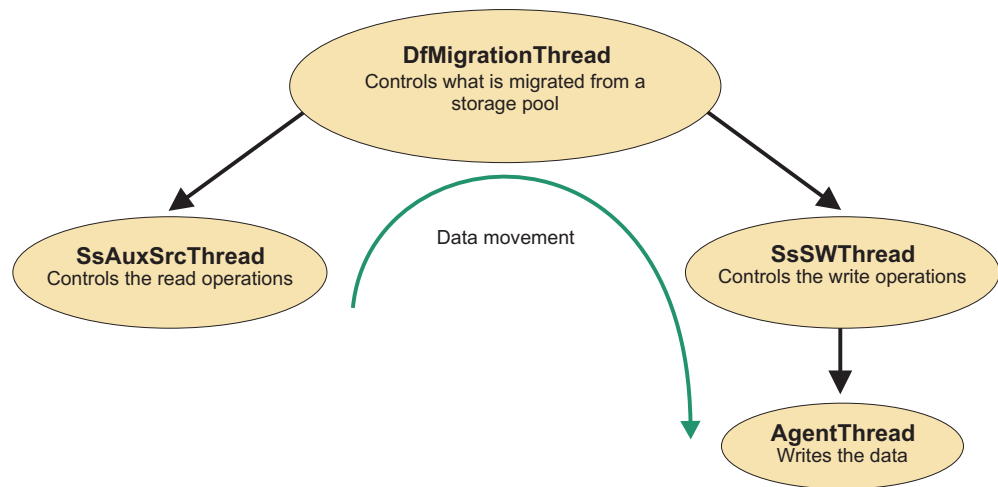 DfMigrationThread
Controls what is migrated from a
storage pool
SsAuxSrcThread
Controls the read operations
Data movement
SsSWThread
Controls the write operations
AgentThread
Writes the data